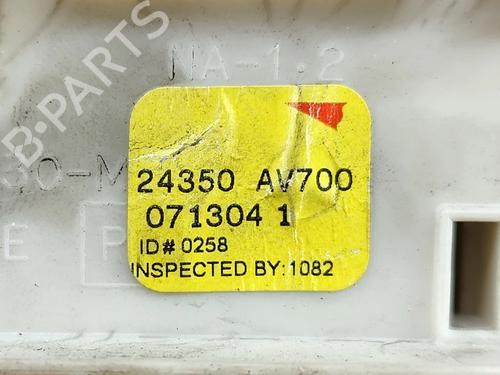 B-PARTS
NA-1·2
24350 AV700
071304 1
ID# 0258
INSPECTED BY:1082